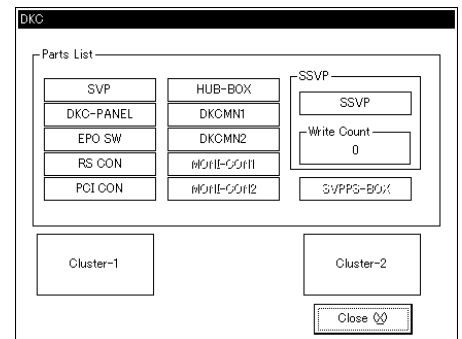 DKC
Parts List
SVP
DKC-PANEL
EPO SW
RS CON
PCI CON
HUB-BOX
DKCMN1
DKCMN2
MONI-CON1
MONI-CON2
SSVP
SSVP
Write Count
0
SVPPS-BOX
Cluster-1
Cluster-2
Close (X)